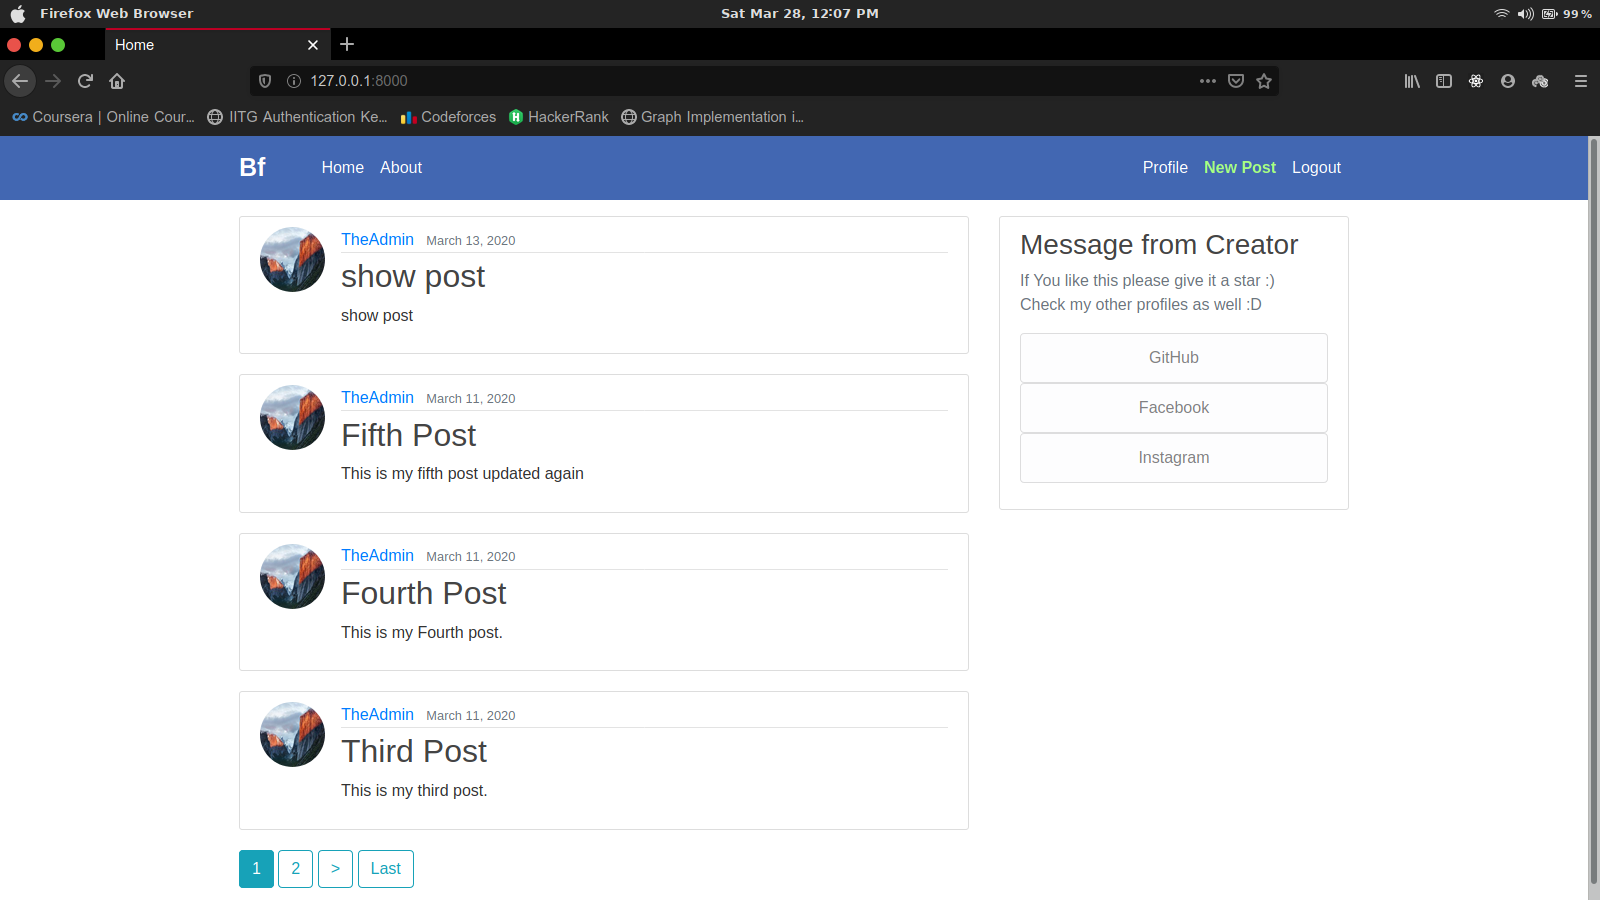 Firefox Web Browser
Sat Mar 28, 12:07 PM
99 %
Home
127.0.0.1:8000
Coursera | Online Cour…
IITG Authentication Ke…
Codeforces
HackerRank
Graph Implementation i…
Bf
Home
About
Profile
New Post
Logout
TheAdmin March 13, 2020
show post
show post
TheAdmin March 11, 2020
Fifth Post
This is my fifth post updated again
TheAdmin March 11, 2020
Fourth Post
This is my Fourth post.
TheAdmin March 11, 2020
Third Post
This is my third post.
1 2 > Last
Message from Creator
If You like this please give it a star :)
Check my other profiles as well :D
GitHub
Facebook
Instagram